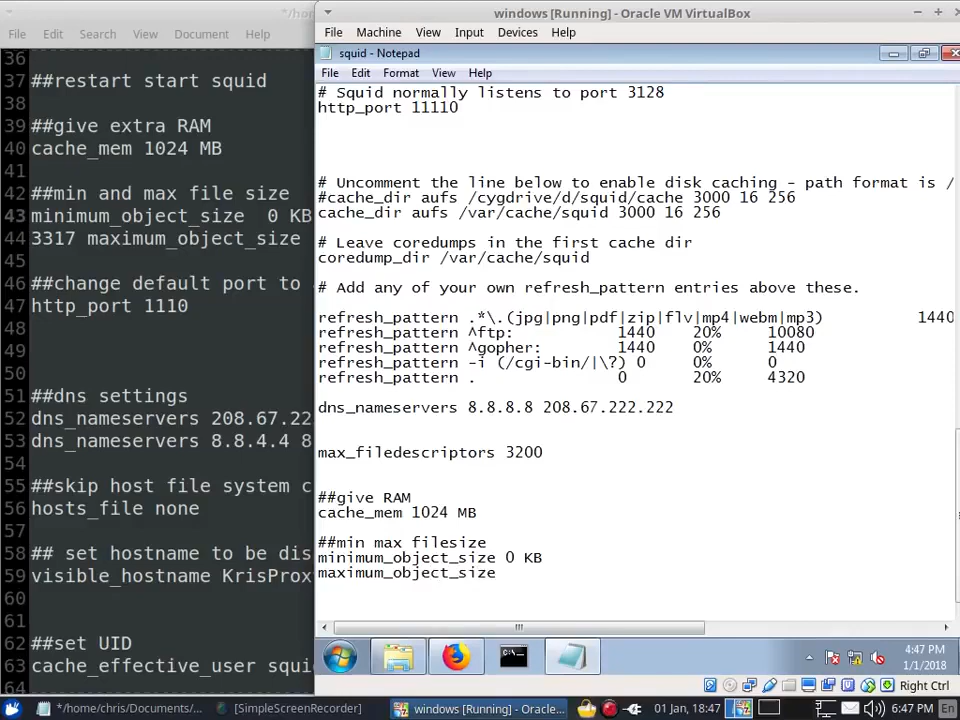 windows [Running] - Oracle VM VirtualBox
File Edit Search View Document Help
36
37 ##restart start squid
38
39 ##give extra RAM
40 cache_mem 1024 MB
41
42 ##min and max file size
43 minimum_object_size  0 KB
44 3317 maximum_object_size
45
46 ##change default port to
47 http_port 1110
48
49
50
51 ##dns settings
52 dns_nameservers 208.67.22
53 dns_nameservers 8.8.4.4 8
54
55 ##skip host file system c
56 hosts_file none
57
58 ## set hostname to be dis
59 visible_hostname KrisProx
60
61
62 ##set UID
63 cache_effective_user squi
64
File Machine View Input Devices Help
squid - Notepad
File Edit Format View Help
# Squid normally listens to port 3128
http_port 11110
# Uncomment the line below to enable disk caching - path format is /
#cache_dir aufs /cygdrive/d/squid/cache 3000 16 256
cache_dir aufs /var/cache/squid 3000 16 256
# Leave coredumps in the first cache dir
coredump_dir /var/cache/squid
# Add any of your own refresh_pattern entries above these.
refresh_pattern .*\.(jpg|png|pdf|zip|flv|mp4|webm|mp3) 1440
refresh_pattern ^ftp: 1440 20% 10080
refresh_pattern ^gopher: 1440 0% 1440
refresh_pattern -i (/cgi-bin/|\?) 0 0% 0
refresh_pattern . 0 20% 4320
dns_nameservers 8.8.8.8 208.67.222.222
max_filedescriptors 3200
##give RAM
cache_mem 1024 MB
##min max filesize
minimum_object_size 0 KB
maximum_object_size
4:47 PM
1/1/2018
Right Ctrl
*/home/chris/Documents/... [SimpleScreenRecorder] windows [Running] - Oracle... 01 Jan, 18:47 En